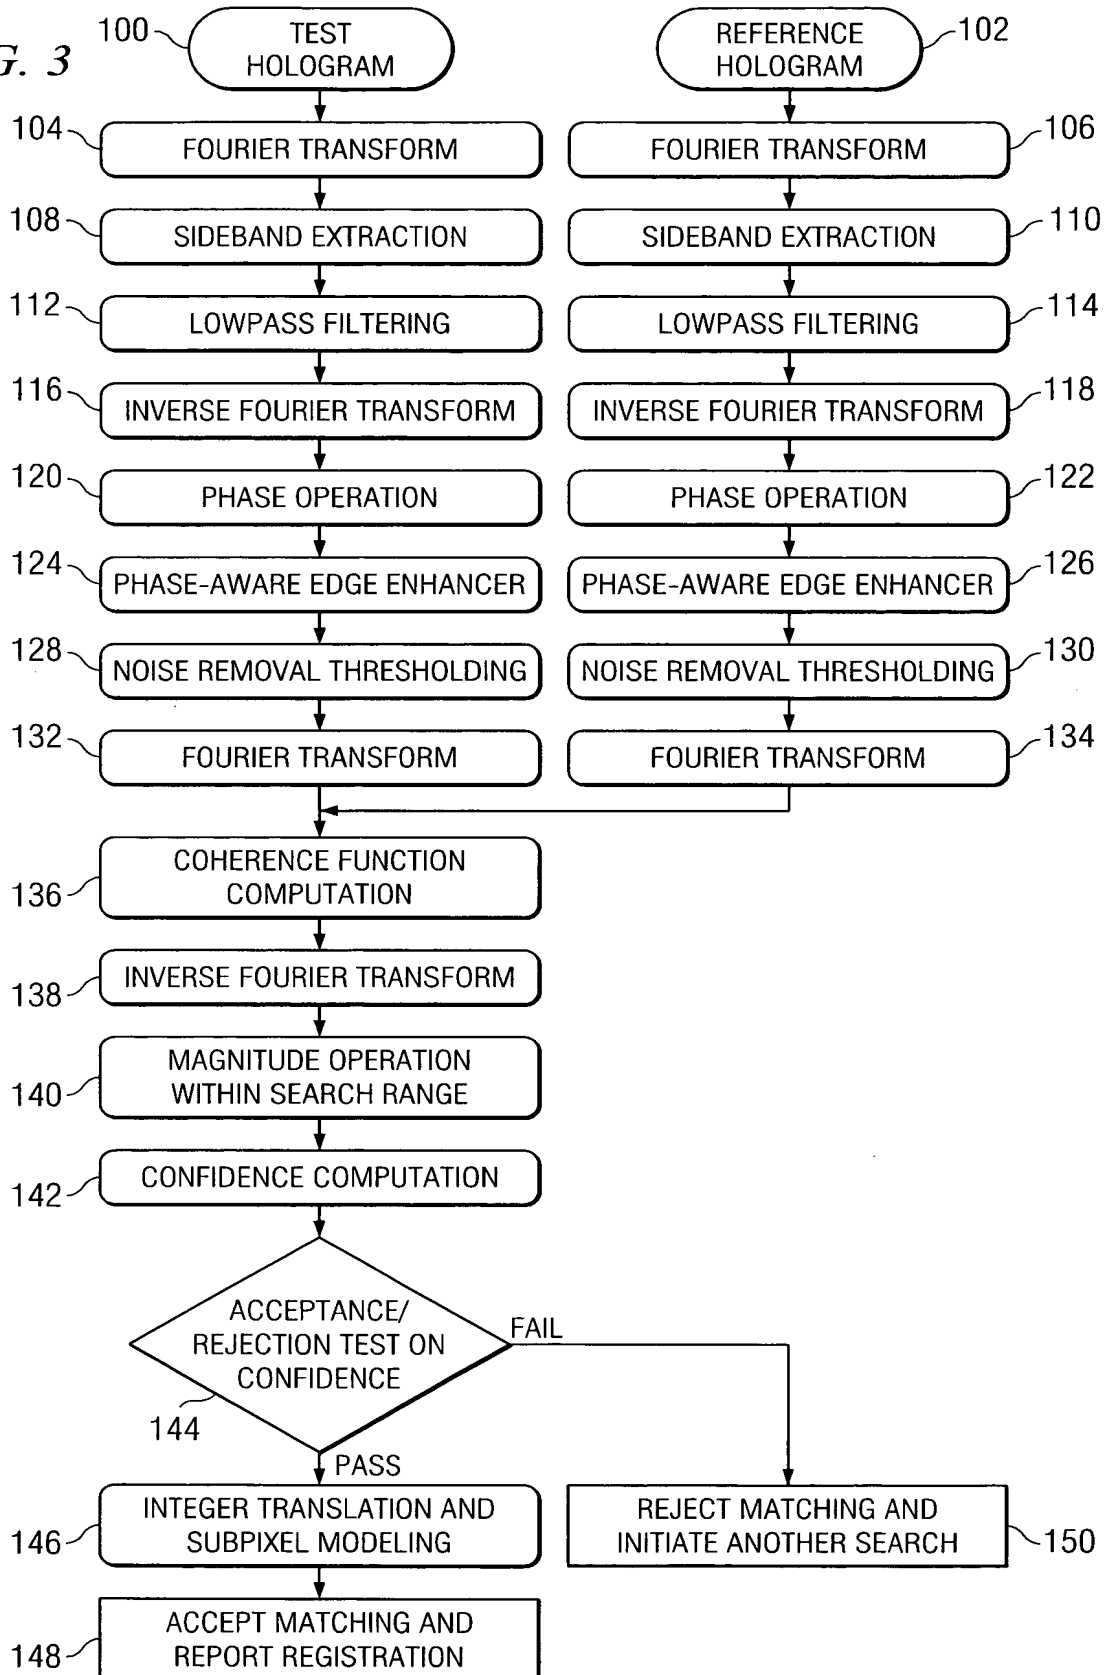 G. 3
100
TEST
HOLOGRAM
REFERENCE
HOLOGRAM
102
104
FOURIER TRANSFORM
FOURIER TRANSFORM
106
108
SIDEBAND EXTRACTION
SIDEBAND EXTRACTION
110
112
LOWPASS FILTERING
LOWPASS FILTERING
114
116
INVERSE FOURIER TRANSFORM
INVERSE FOURIER TRANSFORM
118
120
PHASE OPERATION
PHASE OPERATION
122
124
PHASE-AWARE EDGE ENHANCER
PHASE-AWARE EDGE ENHANCER
126
128
NOISE REMOVAL THRESHOLDING
NOISE REMOVAL THRESHOLDING
130
132
FOURIER TRANSFORM
FOURIER TRANSFORM
134
COHERENCE FUNCTION
COMPUTATION
136
INVERSE FOURIER TRANSFORM
138
MAGNITUDE OPERATION
WITHIN SEARCH RANGE
140
CONFIDENCE COMPUTATION
142
ACCEPTANCE/
REJECTION TEST ON
CONFIDENCE
FAIL
144
PASS
INTEGER TRANSLATION AND
SUBPIXEL MODELING
146
REJECT MATCHING AND
INITIATE ANOTHER SEARCH
150
ACCEPT MATCHING AND
REPORT REGISTRATION
148